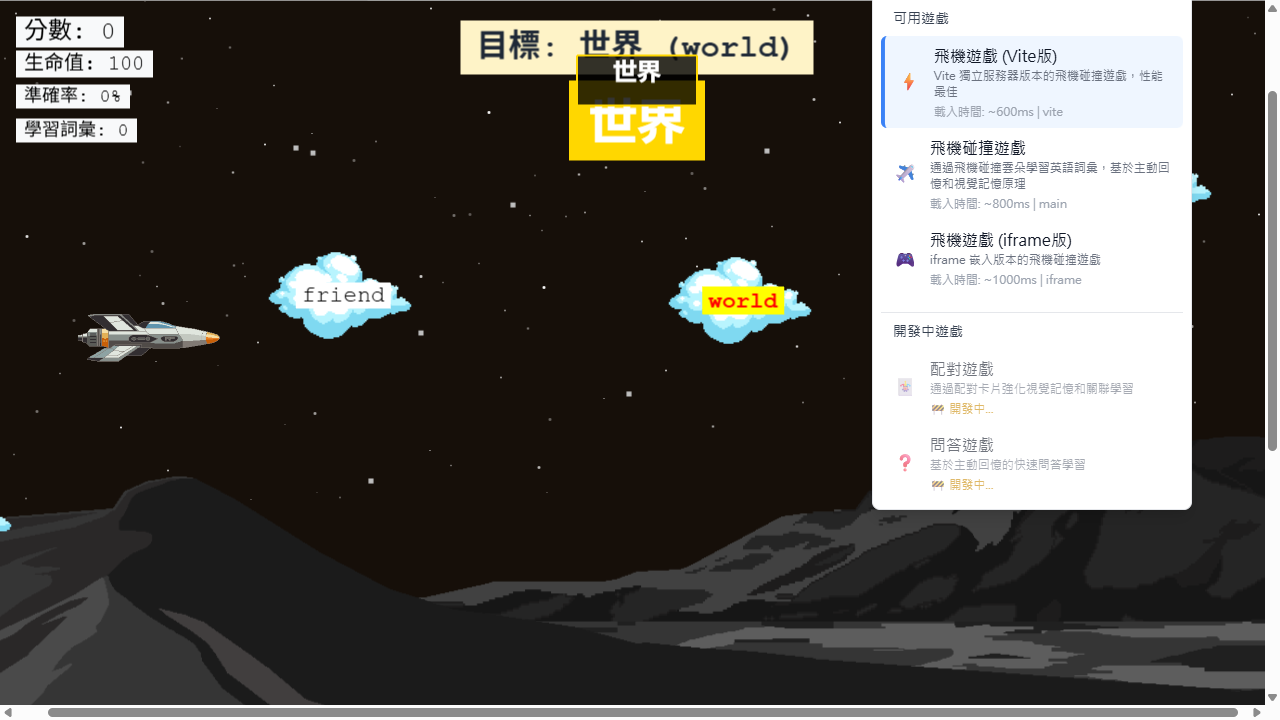 分數: 0
生命值: 100
準確率: 0%
學習詞彙: 0
目標: 世界 (world)
世界
世界
friend
world
可用遊戲
飛機遊戲 (Vite版)
Vite 獨立服務器版本的飛機碰撞遊戲，性能
最佳
載入時間: ~600ms | vite
飛機碰撞遊戲
通過飛機碰撞雲朵學習英語詞彙，基於主動回
憶和視覺記憶原理
載入時間: ~800ms | main
飛機遊戲 (iframe版)
iframe 嵌入版本的飛機碰撞遊戲
載入時間: ~1000ms | iframe
開發中遊戲
配對遊戲
通過配對卡片強化視覺記憶和關聯學習
開發中...
問答遊戲
基於主動回憶的快速問答學習
開發中...